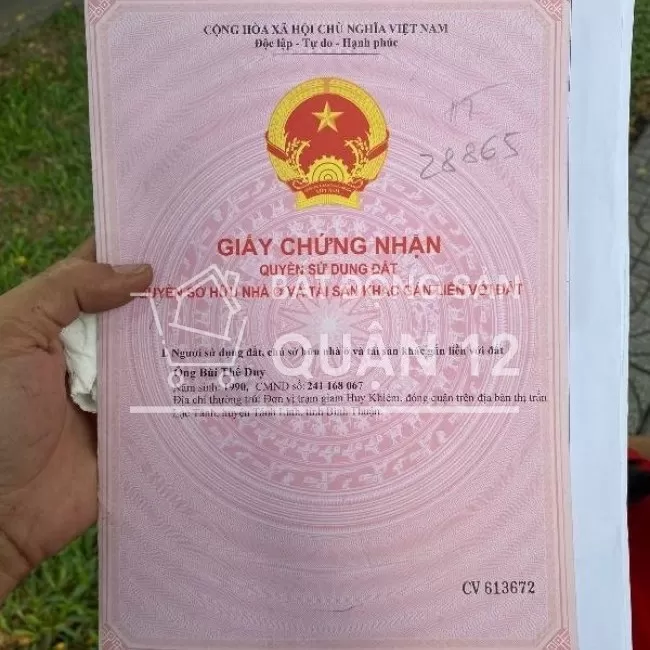 CỘNG HÒA XÃ HỘI CHỦ NGHĨA VIỆT NAM
Độc lập - Tự do - Hạnh phúc
HT
28865
GIẤY CHỨNG NHẬN
QUYỀN SỬ DỤNG ĐẤT
QUYỀN SỞ HỮU NHÀ Ở VÀ TÀI SẢN KHÁC GẮN LIỀN VỚI ĐẤT
BẤT ĐỘNG SẢN
QUẬN 12
I. Người sử dụng đất, chủ sở hữu nhà ở và tài sản khác gắn liền với đất
Ông Bùi Thế Duy
Năm sinh: 1990, CMND số: 241 168 067
Địa chỉ thường trú: Đơn vị trạm giam Huy Khiêm, đóng quân trên địa bàn thị trấn
Lạc Tánh, huyện Tánh Linh, tỉnh Bình Thuận.
CV 613672